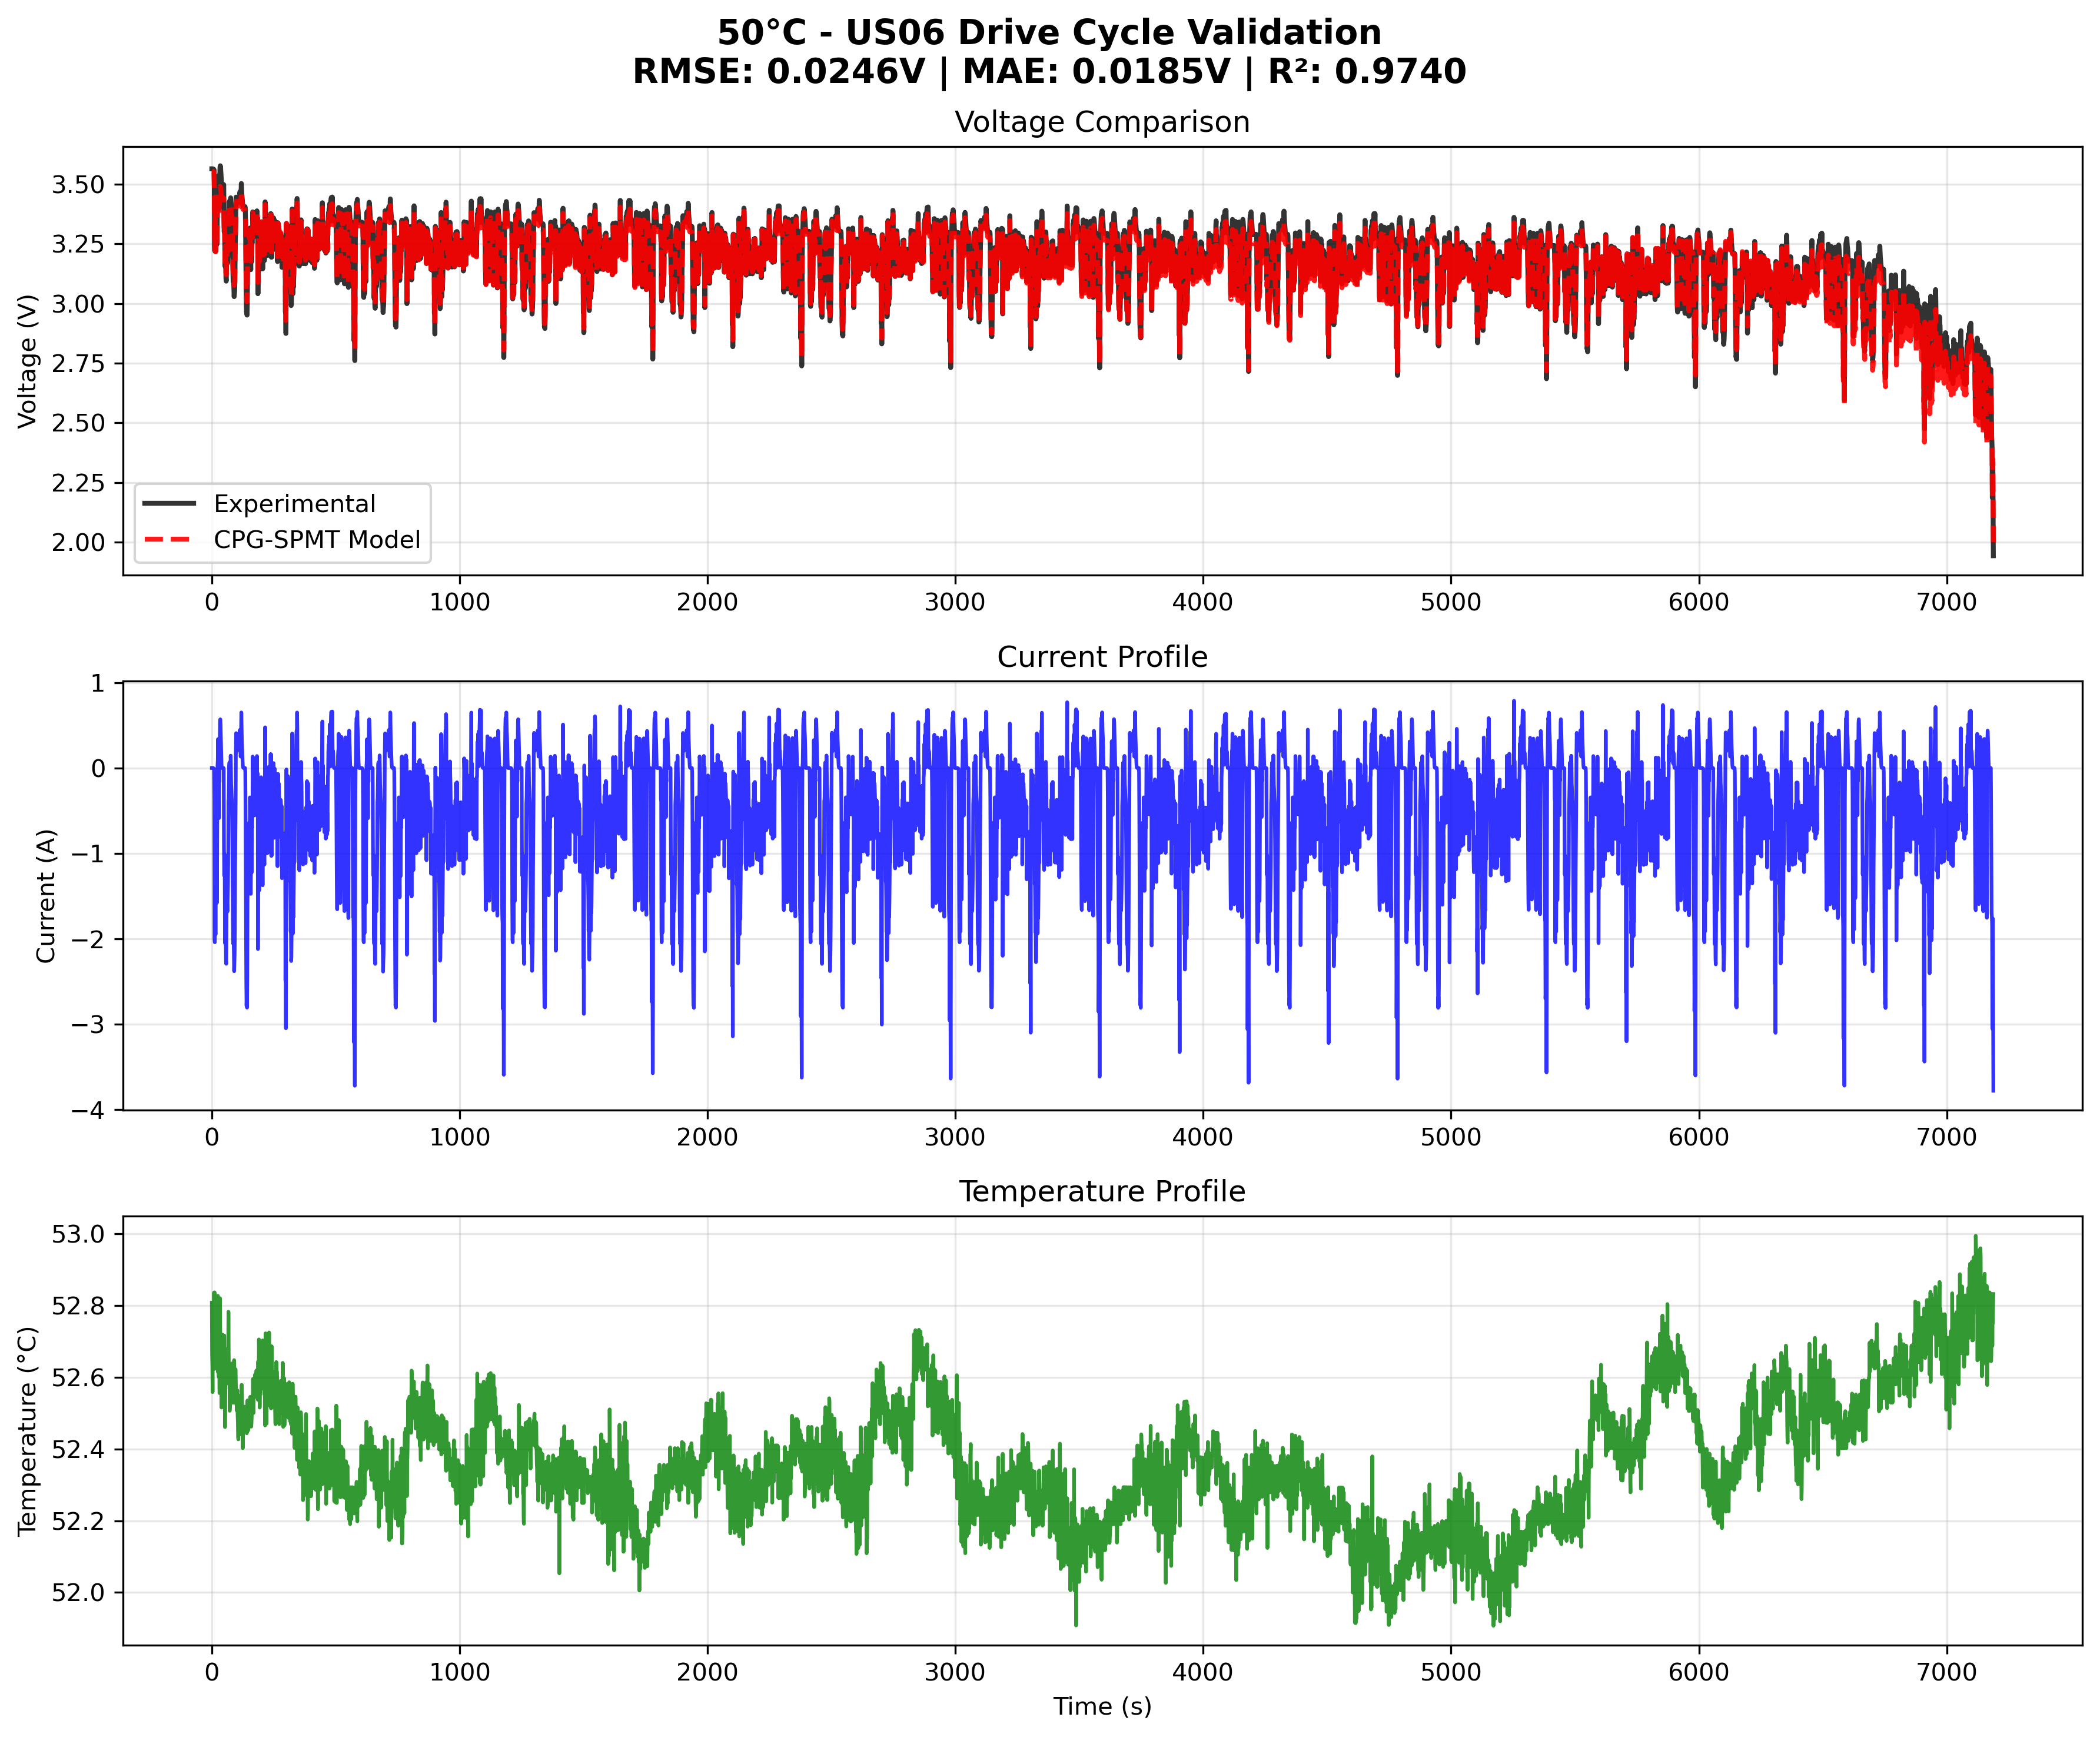 50°C - US06 Drive Cycle Validation
RMSE: 0.0246V | MAE: 0.0185V | R²: 0.9740
Voltage Comparison
Voltage (V)
3.50
3.25
3.00
2.75
2.50
2.25
2.00
Experimental
CPG-SPMT Model
0 1000 2000 3000 4000 5000 6000 7000
Current Profile
Current (A)
1
0
−1
−2
−3
−4
0 1000 2000 3000 4000 5000 6000 7000
Temperature Profile
Temperature (°C)
53.0
52.8
52.6
52.4
52.2
52.0
0 1000 2000 3000 4000 5000 6000 7000
Time (s)